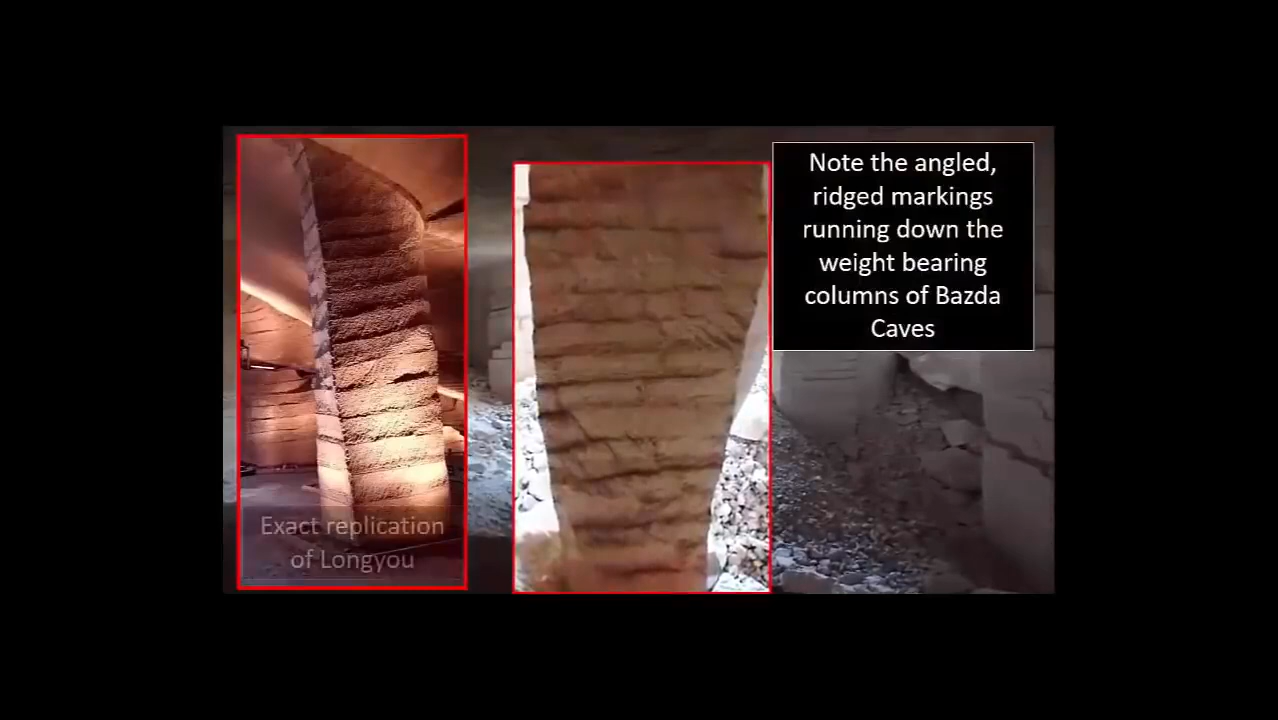 Note the angled,
ridged markings
running down the
weight bearing
columns of Bazda
Caves
Exact replication
of Longyou